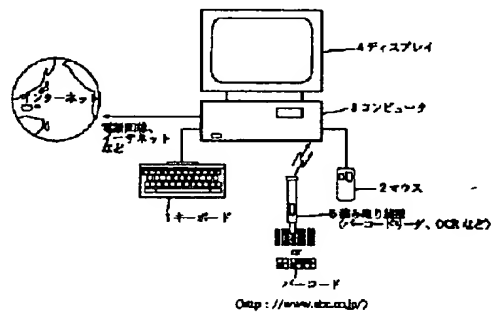 4ディスプレイ
インターネット
3コンピュータ
電話回線、
イーサネット
など
2マウス
1キーボード
5読み取り装置
(バーコードリーダ、OCRなど)
or
バーコード